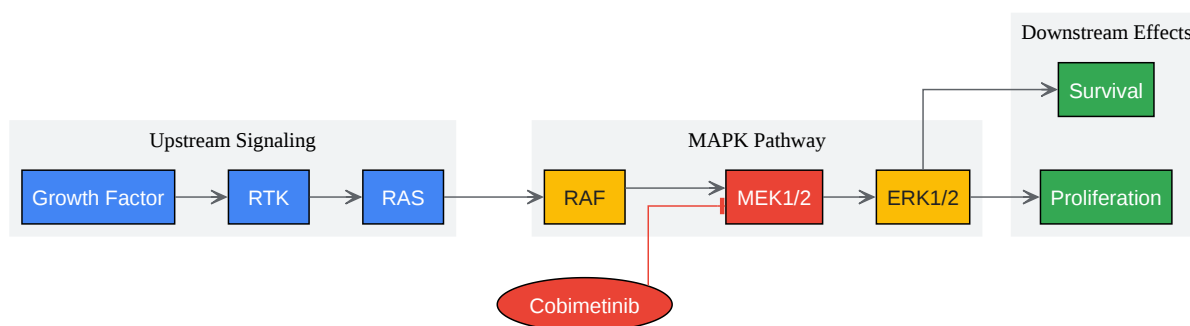 Downstream Effects
Survival
Upstream Signaling
MAPK Pathway
Growth Factor
RTK
RAS
RAF
MEK1/2
ERK1/2
Proliferation
Cobimetinib